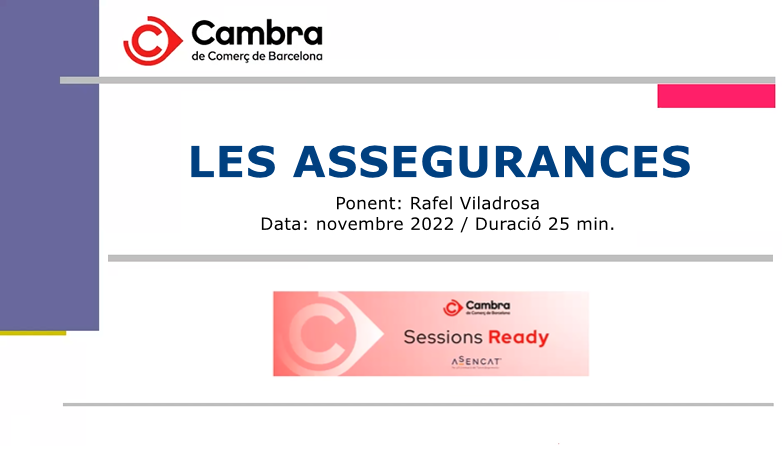 Cambra
de Comerç de Barcelona
LES ASSEGURANCES
Ponent: Rafel Viladrosa
Data: novembre 2022 / Duració 25 min.
Cambra
de Comerç de Barcelona
Sessions Ready
ASENCAT